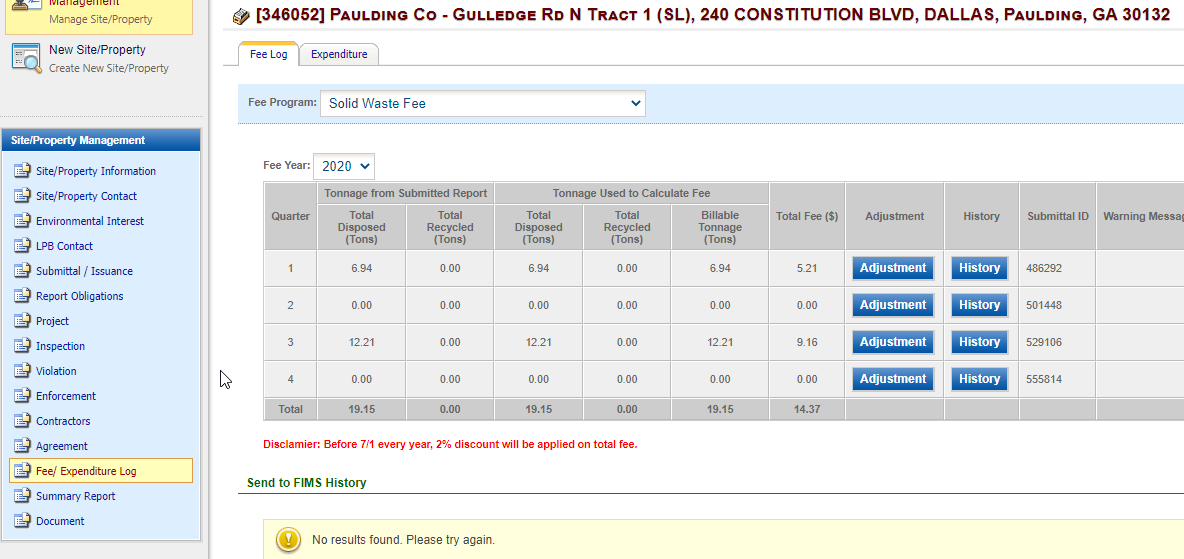 Management
Manage Site/Property
New Site/Property
Create New Site/Property
Site/Property Management
Site/Property Information
Site/Property Contact
Environmental Interest
LPB Contact
Submittal / Issuance
Report Obligations
Project
Inspection
Violation
Enforcement
Contractors
Agreement
Fee/ Expenditure Log
Summary Report
Document
[346052] Paulding Co - Gulledge Rd N Tract 1 (SL), 240 CONSTITUTION BLVD, DALLAS, Paulding, GA 30132
Fee Log Expenditure
Fee Program: Solid Waste Fee
Fee Year: 2020
Tonnage from Submitted Report Tonnage Used to Calculate Fee
Quarter Total Disposed (Tons) Total Recycled (Tons) Total Disposed (Tons) Total Recycled (Tons) Billable Tonnage (Tons) Total Fee ($) Adjustment History Submittal ID Warning Messag
1 6.94 0.00 6.94 0.00 6.94 5.21 Adjustment History 486292
2 0.00 0.00 0.00 0.00 0.00 0.00 Adjustment History 501448
3 12.21 0.00 12.21 0.00 12.21 9.16 Adjustment History 529106
4 0.00 0.00 0.00 0.00 0.00 0.00 Adjustment History 555814
Total 19.15 0.00 19.15 0.00 19.15 14.37
Disclamier: Before 7/1 every year, 2% discount will be applied on total fee.
Send to FIMS History
No results found. Please try again.